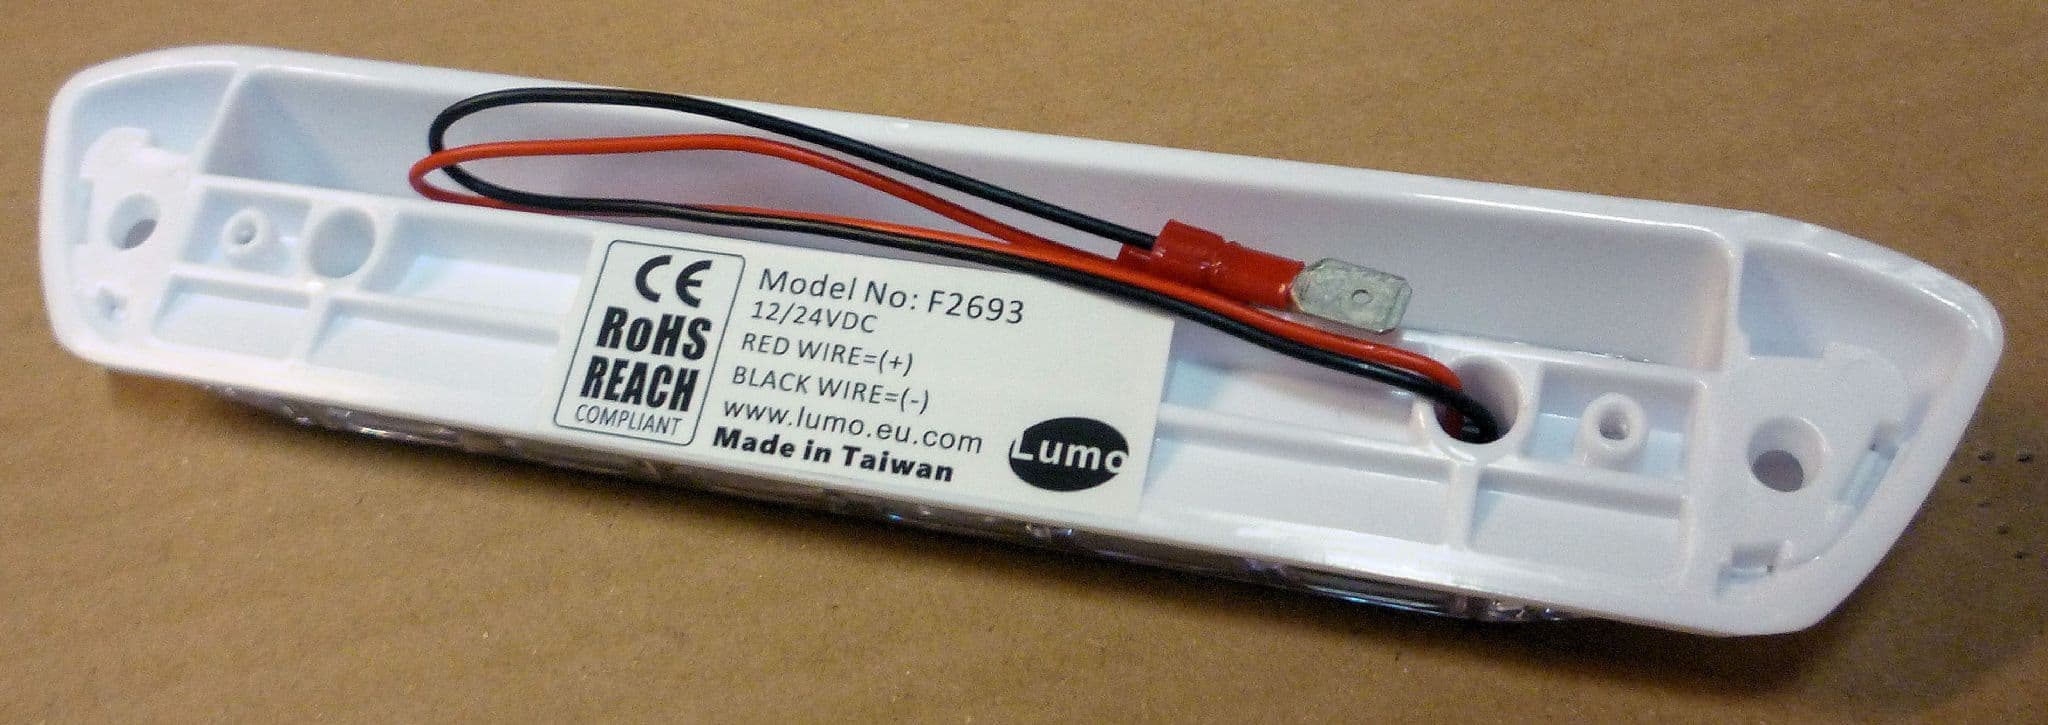 CE
RoHS
REACH
COMPLIANT
Model No: F2693
12/24VDC
RED WIRE=(+)
BLACK WIRE=(-)
www.lumo.eu.com
Made in Taiwan
Lumo